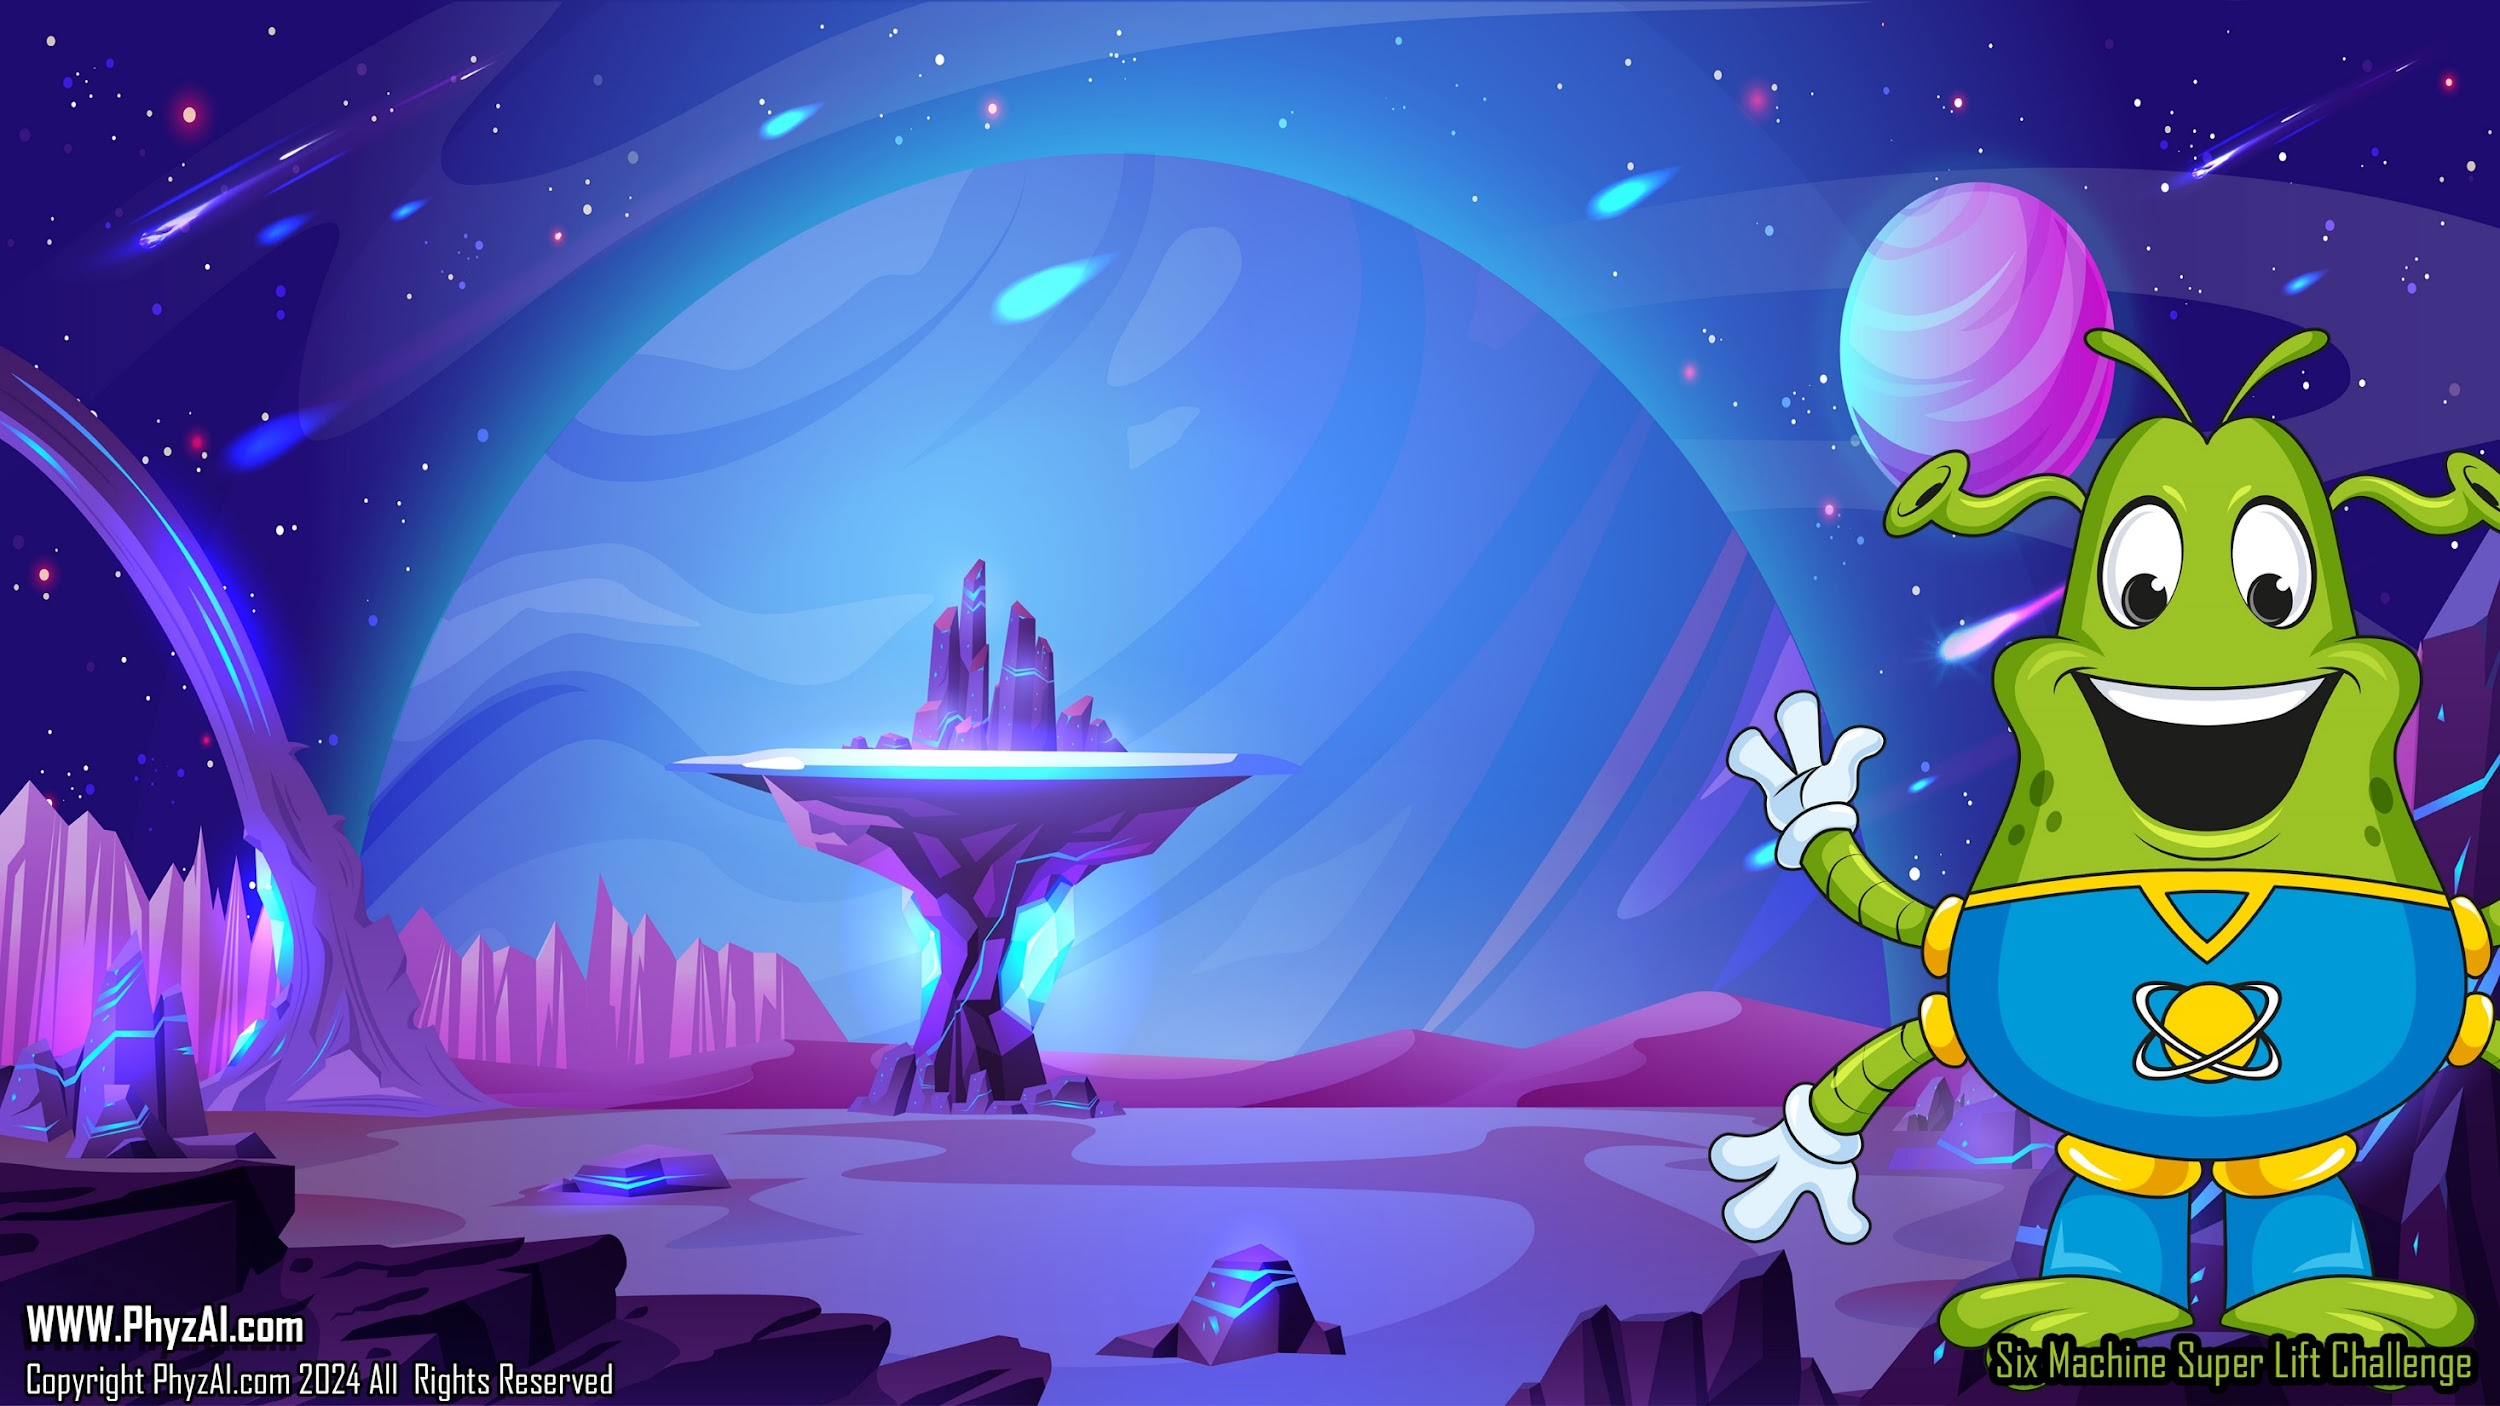 WWW.PhyzAI.com
Copyright PhyzAI.com 2024 All Rights Reserved
Six Machine Super Lift Challenge